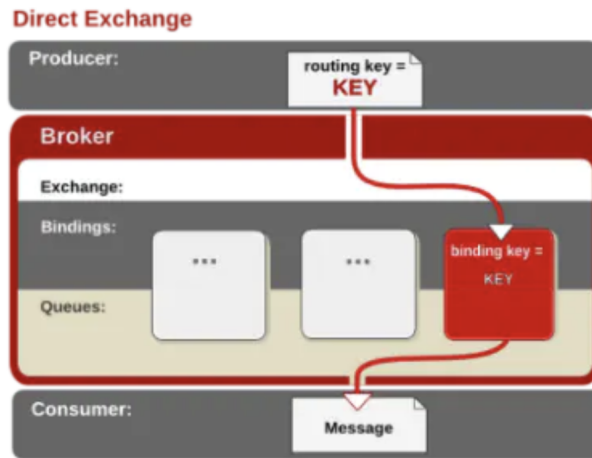 Direct Exchange
Producer:
routing key =
KEY
Broker
Exchange:
Bindings:
***
***
binding key =
KEY
Queues:
Consumer:
Message